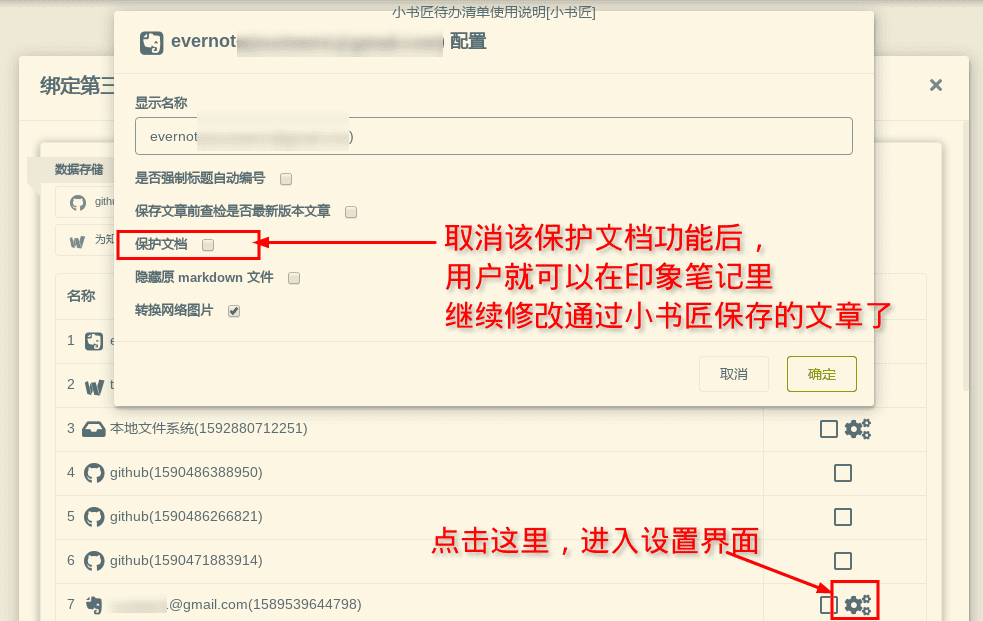 小书匠待办清单使用说明[小书匠]
evernot
) 配置
绑定第三
显示名称
evernot
)
数据存储
是否强制标题自动编号
保存文章前查检是否最新版本文章
为知
保护文档
取消该保护文档功能后，
用户就可以在印象笔记里
继续修改通过小书匠保存的文章了
隐藏原 markdown 文件
名称
转换网络图片
1
取消
确定
2
3 本地文件系统(1592880712251)
4 github(1590486388950)
5 github(1590486266821)
点击这里，进入设置界面
6 github(1590471883914)
7 .@gmail.com(1589539644798)